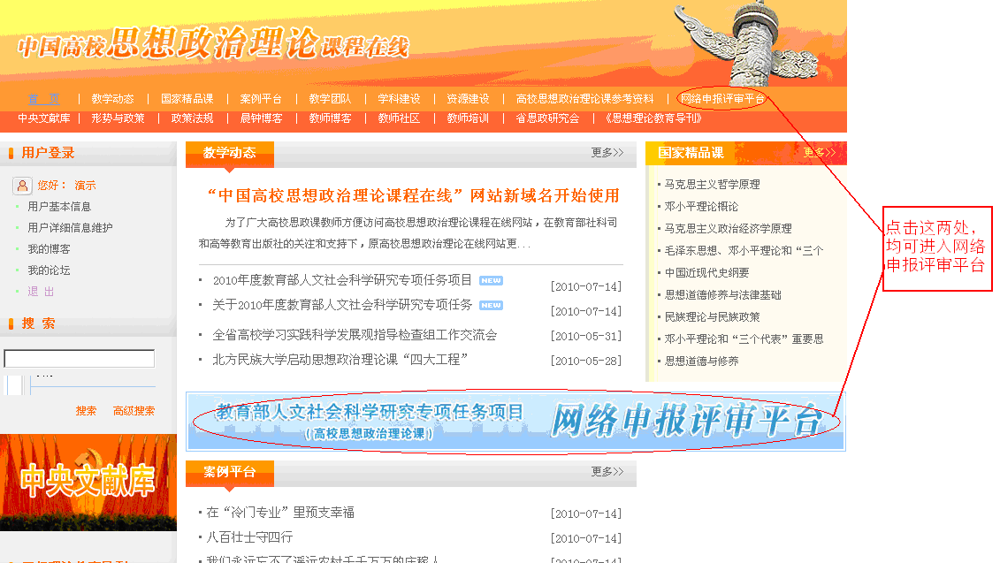 中国高校思想政治理论课程在线
首 页 | 教学动态 | 国家精品课 | 案例平台 | 教学团队 | 学科建设 | 资源建设 | 高校思想政治理论课参考资料 | 网络申报评审平台
中央文献库 | 形势与政策 | 政策法规 | 晨钟博客 | 教师博客 | 教师社区 | 教师培训 | 省思政研究会 | 《思想理论教育导刊》
用户登录
您好： 演示
用户基本信息
用户详细信息维护
我的博客
我的论坛
退 出
搜 索
搜索 高级搜索
中央文献库
教学动态 更多>>
“中国高校思想政治理论课程在线”网站新域名开始使用
为了广大高校思政课教师方便访问高校思想政治理论课程在线网站，在教育部社科司
和高等教育出版社的关注和支持下，原高校思想政治理论在线网站更...
2010年度教育部人文社会科学研究专项任务项目 NEW [2010-07-14]
关于2010年度教育部人文社会科学研究专项任务 NEW [2010-07-14]
全省高校学习实践科学发展观指导检查组工作交流会 [2010-05-31]
北方民族大学启动思想政治理论课“四大工程” [2010-05-28]
国家精品课 更多>>
马克思主义哲学原理
邓小平理论概论
马克思主义政治经济学原理
毛泽东思想、邓小平理论和“三个
中国近现代史纲要
思想道德修养与法律基础
民族理论与民族政策
邓小平理论和“三个代表”重要思
思想道德与修养
教育部人文社会科学研究专项任务项目
(高校思想政治理论课)
网络申报评审平台
案例平台 更多>>
在“冷门专业”里预支幸福 [2010-07-14]
八百壮士守四行 [2010-07-14]
我们永远忘不了遥远农村千千万万的庄稼人 [2010-07-14]
点击这两处，
均可进入网络
申报评审平台